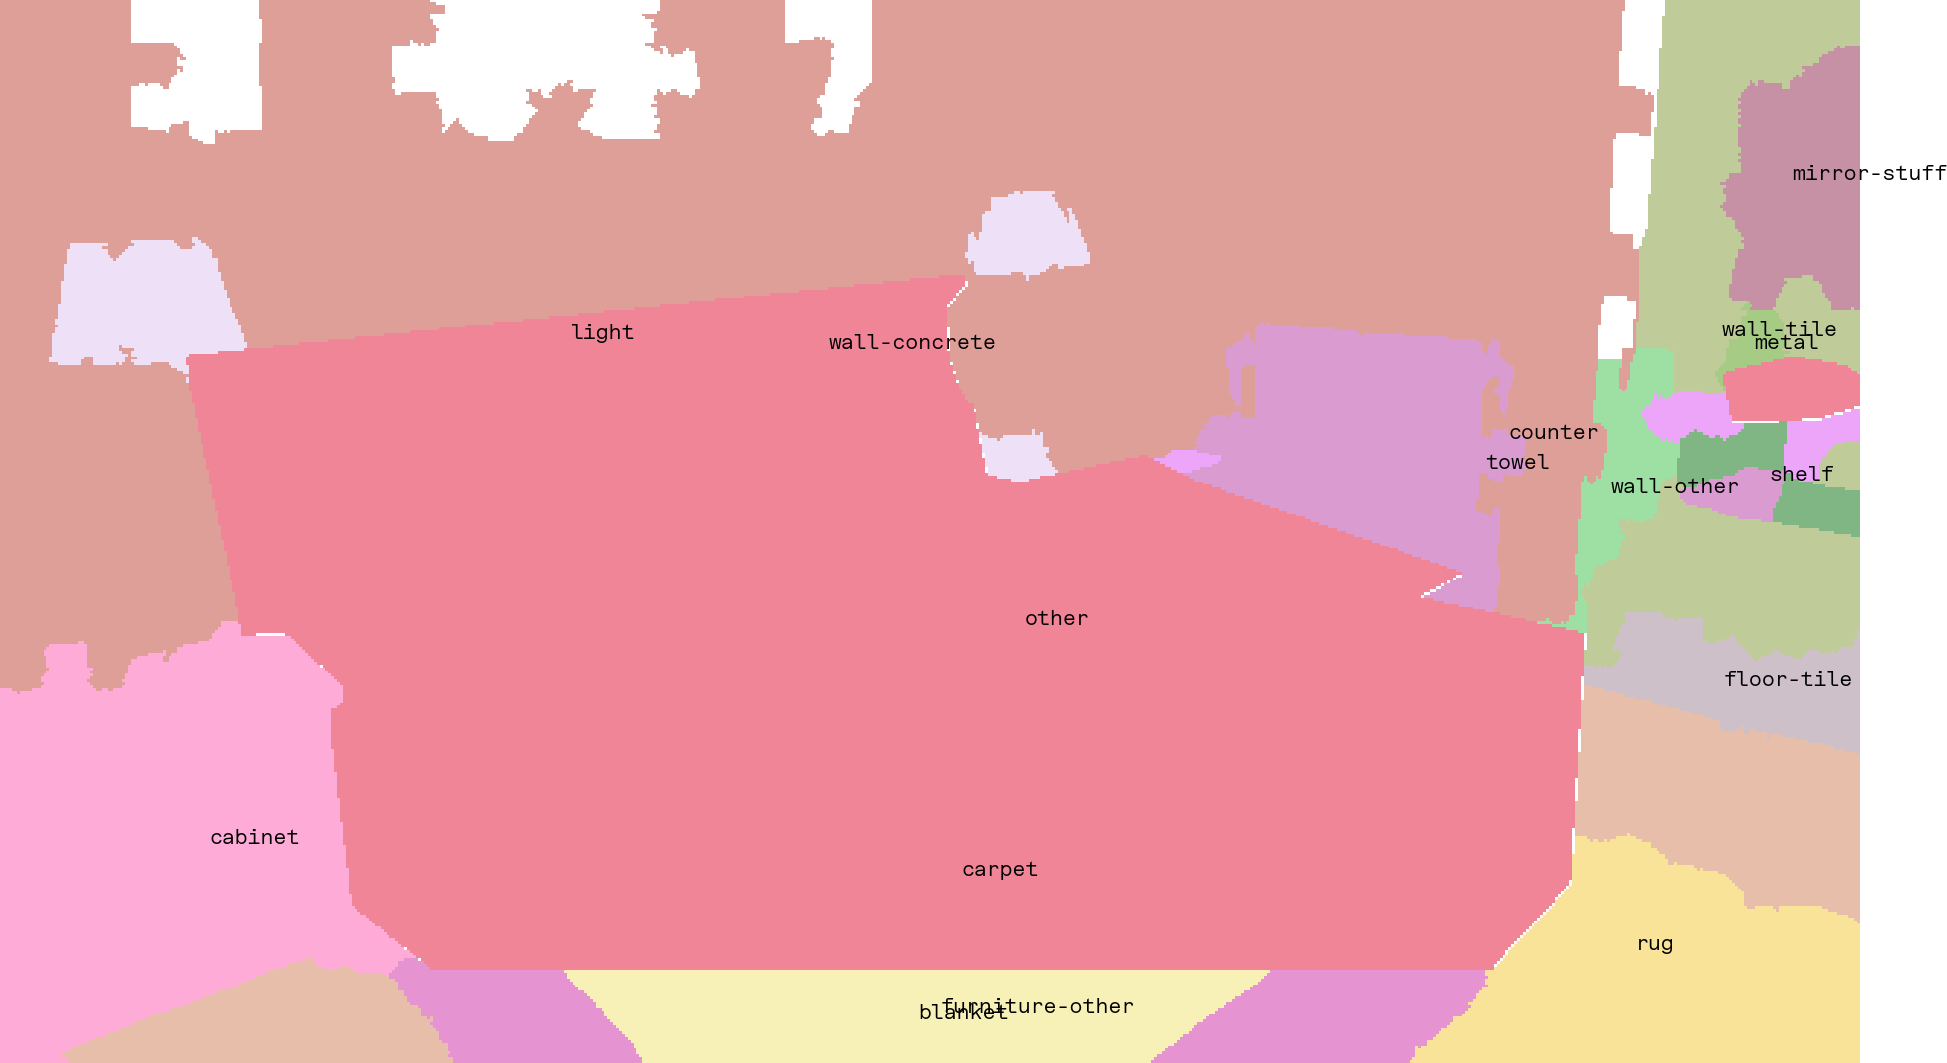 mirror-stuff
wall-tile
light
wall-concrete
metal
counter
towel
shelf
wall-other
other
floor-tile
cabinet
carpet
rug
furniture-other
blanket